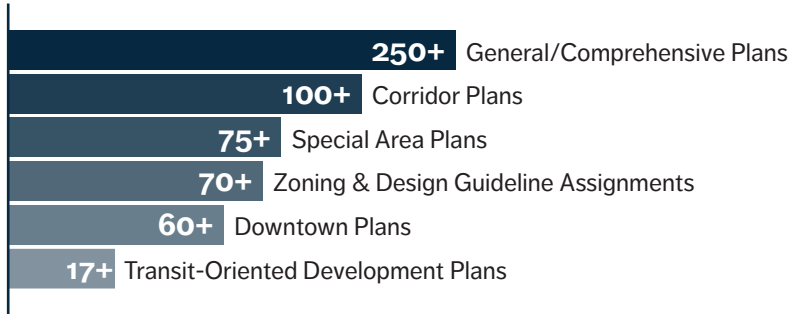 250+ General/Comprehensive Plans
100+ Corridor Plans
75+ Special Area Plans
70+ Zoning & Design Guideline Assignments
60+ Downtown Plans
17+ Transit-Oriented Development Plans